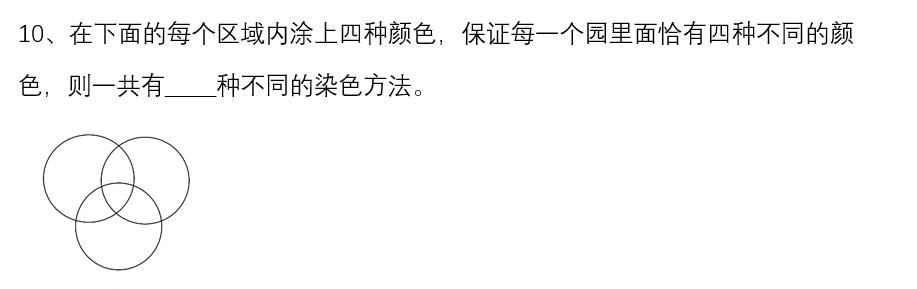 10、在下面的每个区域内涂上四种颜色，保证每一个园里面恰有四种不同的颜
色，则一共有____种不同的染色方法。